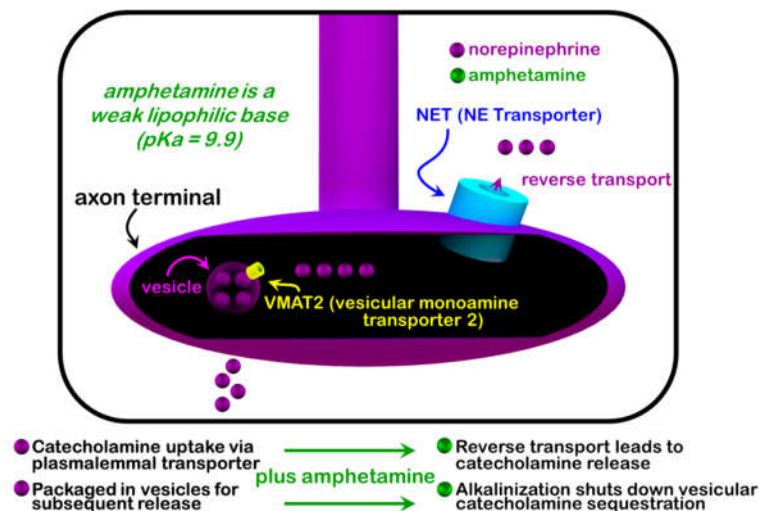 norepinephrine
amphetamine
amphetamine is a
weak lipophilic base
(pKa = 9.9)
NET (NE Transporter)
reverse transport
axon terminal
vesicle
VMAT2 (vesicular monoamine
transporter 2)
Catecholamine uptake via
plasmalemmal transporter
Reverse transport leads to
catecholamine release
plus amphetamine
Packaged in vesicles for
subsequent release
Alkalinization shuts down vesicular
catecholamine sequestration